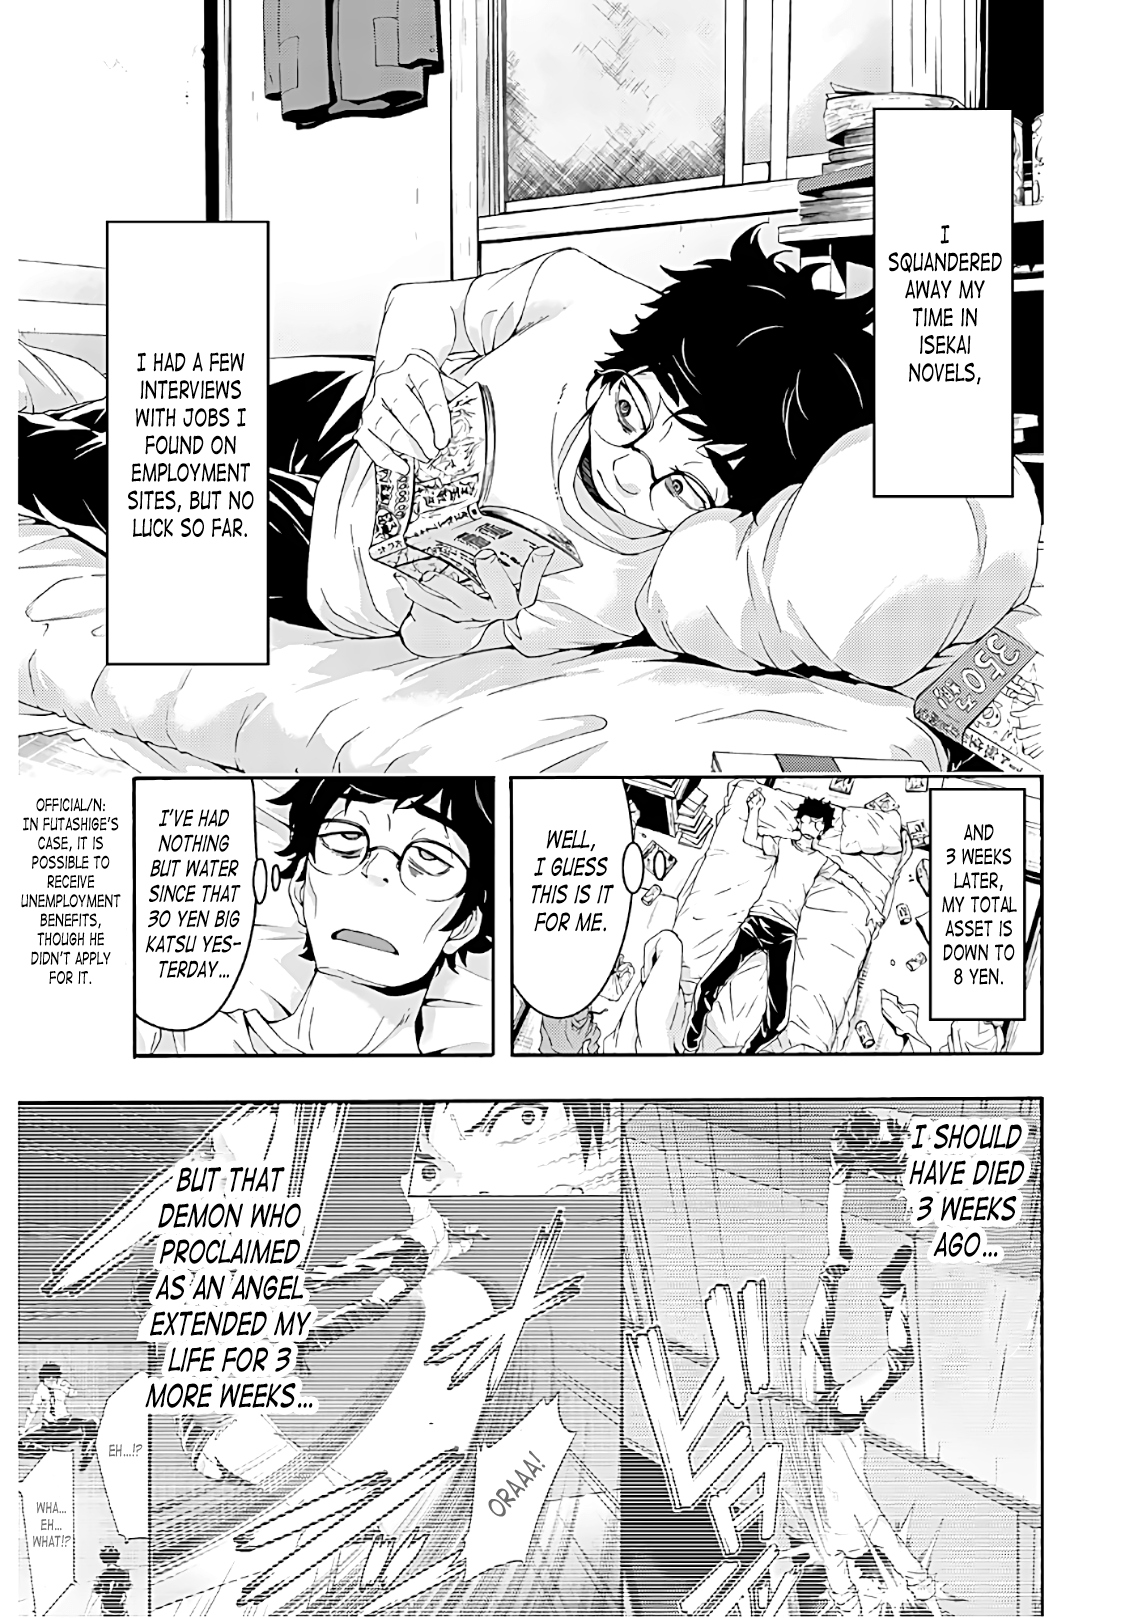 I
SQUANDERED
AWAY MY
TIME IN
ISEKAI
NOVELS,
I HAD A FEW
INTERVIEWS
WITH JOBS I
FOUND ON
EMPLOYMENT
SITES, BUT NO
LUCK SO FAR.
3503
AND
3 WEEKS
LATER,
MY TOTAL
ASSET IS
DOWN TO
8 YEN.
WELL,
I GUESS
THIS IS IT
FOR ME.
I'VE HAD
NOTHING
BUT WATER
SINCE THAT
30 YEN BIG
KATSU YES-
TERDAY...
OFFICIAL/N:
IN FUTASHIGE'S
CASE, IT IS
POSSIBLE TO
RECEIVE
UNEMPLOYMENT
BENEFITS,
THOUGH HE
DIDN'T APPLY
FOR IT.
I SHOULD
HAVE DIED
3 WEEKS
AGO...
BUT THAT
DEMON WHO
PROCLAIMED
AS AN ANGEL
EXTENDED MY
LIFE FOR 3
MORE WEEKS...
ORAAA!
EH...!?
WHA...
EH...
WHAT!?